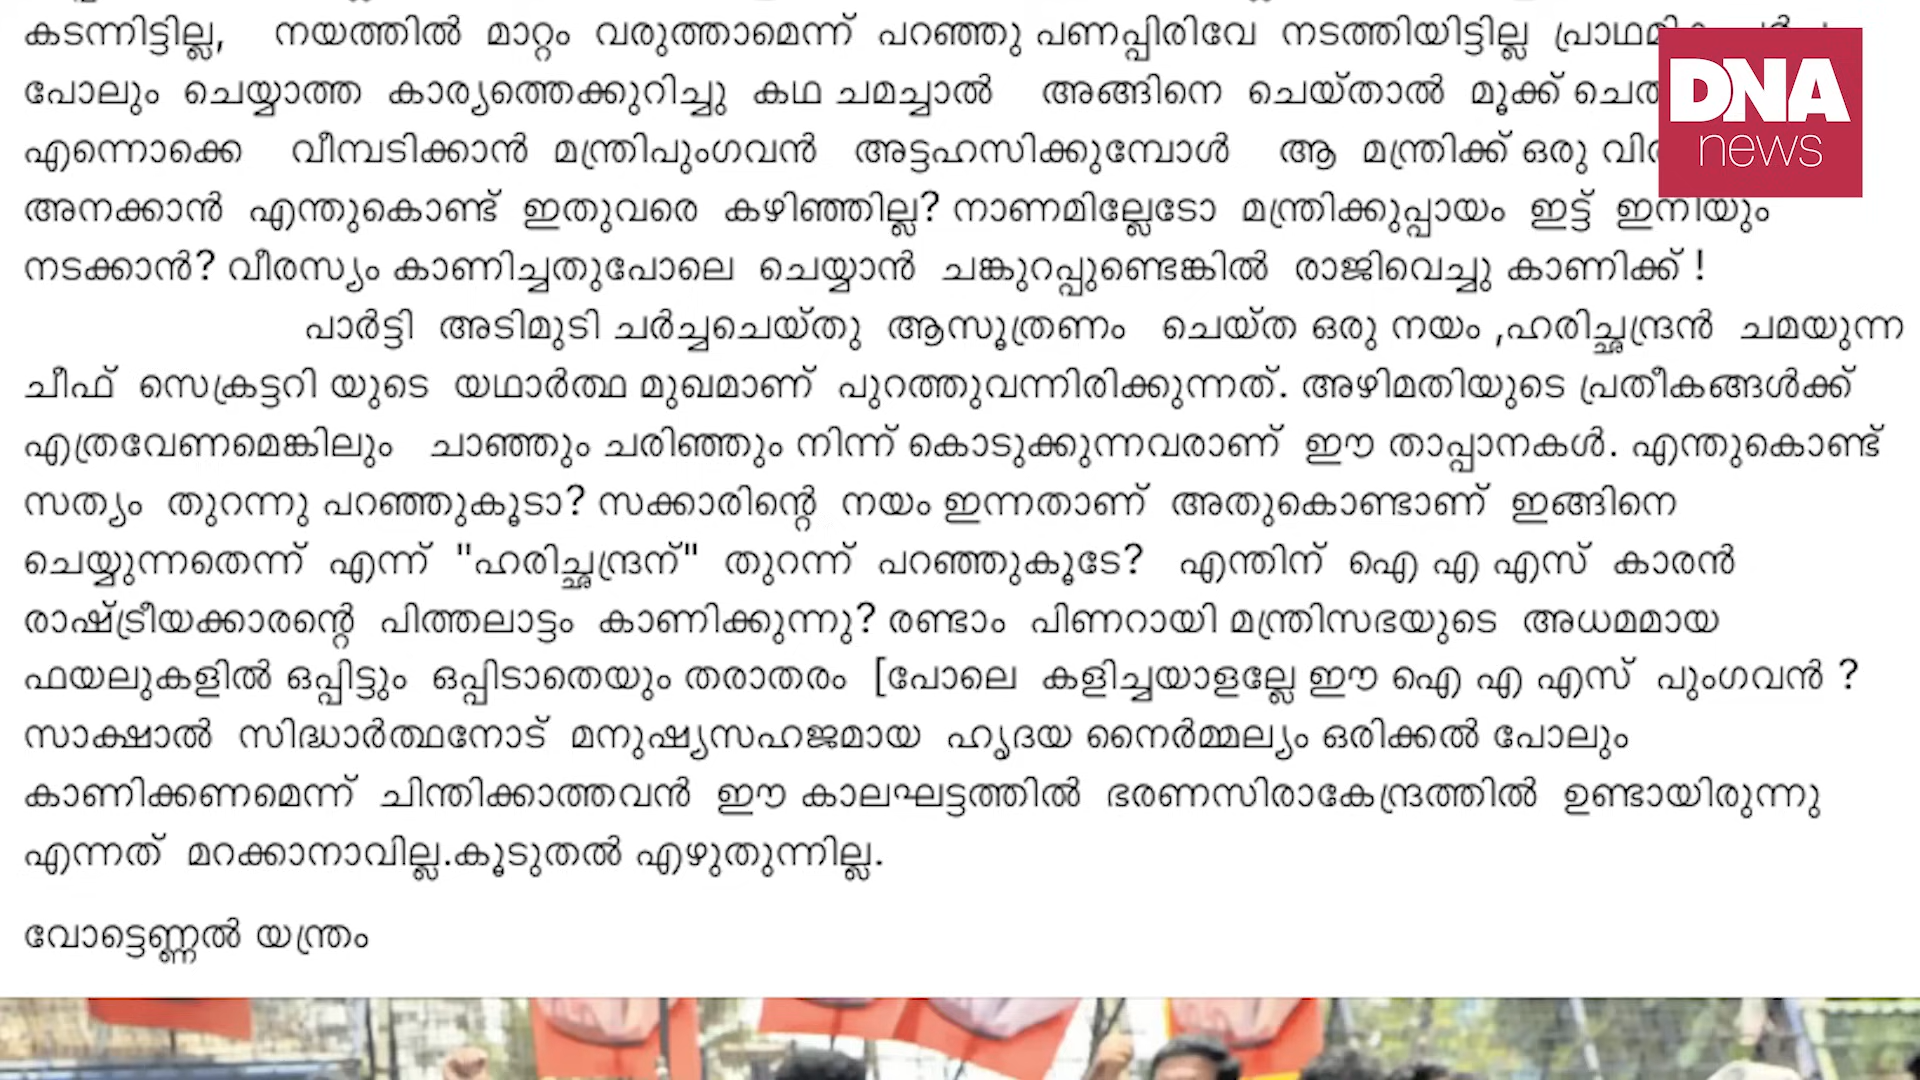 കടന്നിട്ടില്ല, നയത്തിൽ മാറ്റം വരുത്താമെന്ന് പറഞ്ഞു പണപ്പിരിവേ നടത്തിയിട്ടില്ല
പോലും ചെയ്യാത്ത കാര്യത്തെക്കുറിച്ചു കഥ ചമച്ചാൽ അങ്ങിനെ ചെയ്താൽ മൂക്ക്
എന്നൊക്കെ വീമ്പടിക്കാൻ മന്ത്രിപുംഗവൻ അട്ടഹസിക്കുമ്പോൾ ആ മന്ത്രിക്ക് ഒരു
അനക്കാൻ എന്തുകൊണ്ട് ഇതുവരെ കഴിഞ്ഞില്ല? നാണമില്ലേടോ മന്ത്രിക്കുപ്പായം ഇട്ട് ഇനിയും
നടക്കാൻ? വീരസ്യം കാണിച്ചതുപോലെ ചെയ്യാൻ ചങ്കുറപ്പുണ്ടെങ്കിൽ രാജിവെച്ചു കാണിക്ക് !
പാർട്ടി അടിമുടി ചർച്ചചെയ്തു ആസൂത്രണം ചെയ്ത ഒരു നയം ,ഹരിച്ഛന്ദ്രൻ ചമയുന്ന
ചീഫ് സെക്രട്ടറി യുടെ യഥാർത്ഥ മുഖമാണ് പുറത്തുവന്നിരിക്കുന്നത്. അഴിമതിയുടെ പ്രതീകങ്ങൾക്ക്
എത്രവേണമെങ്കിലും ചാഞ്ഞും ചരിഞ്ഞും നിന്ന് കൊടുക്കുന്നവരാണ് ഈ താപ്പാനകൾ. എന്തുകൊണ്ട്
സത്യം തുറന്നു പറഞ്ഞുകൂടാ? സക്കാരിന്റെ നയം ഇന്നതാണ് അതുകൊണ്ടാണ് ഇങ്ങിനെ
ചെയ്യുന്നതെന്ന് എന്ന് "ഹരിച്ഛന്ദ്രന്" തുറന്ന് പറഞ്ഞുകൂടേ? എന്തിന് ഐ എ എസ് കാരൻ
രാഷ്ട്രീയക്കാരന്റെ പിത്തലാട്ടം കാണിക്കുന്നു? രണ്ടാം പിണറായി മന്ത്രിസഭയുടെ അധമമായ
ഫയലുകളിൽ ഒപ്പിട്ടും ഒപ്പിടാതെയും തരാതരം [പോലെ കളിച്ചയാളല്ലേ ഈ ഐ എ എസ് പുംഗവൻ ?
സാക്ഷാൽ സിദ്ധാർത്ഥനോട് മനുഷ്യസഹജമായ ഹൃദയ നൈർമ്മല്യം ഒരിക്കൽ പോലും
കാണിക്കണമെന്ന് ചിന്തിക്കാത്തവൻ ഈ കാലഘട്ടത്തിൽ ഭരണസിരാകേന്ദ്രത്തിൽ ഉണ്ടായിരുന്നു
എന്നത് മറക്കാനാവില്ല.കൂടുതൽ എഴുതുന്നില്ല.
വോട്ടെണ്ണൽ യന്ത്രം
DNA
news